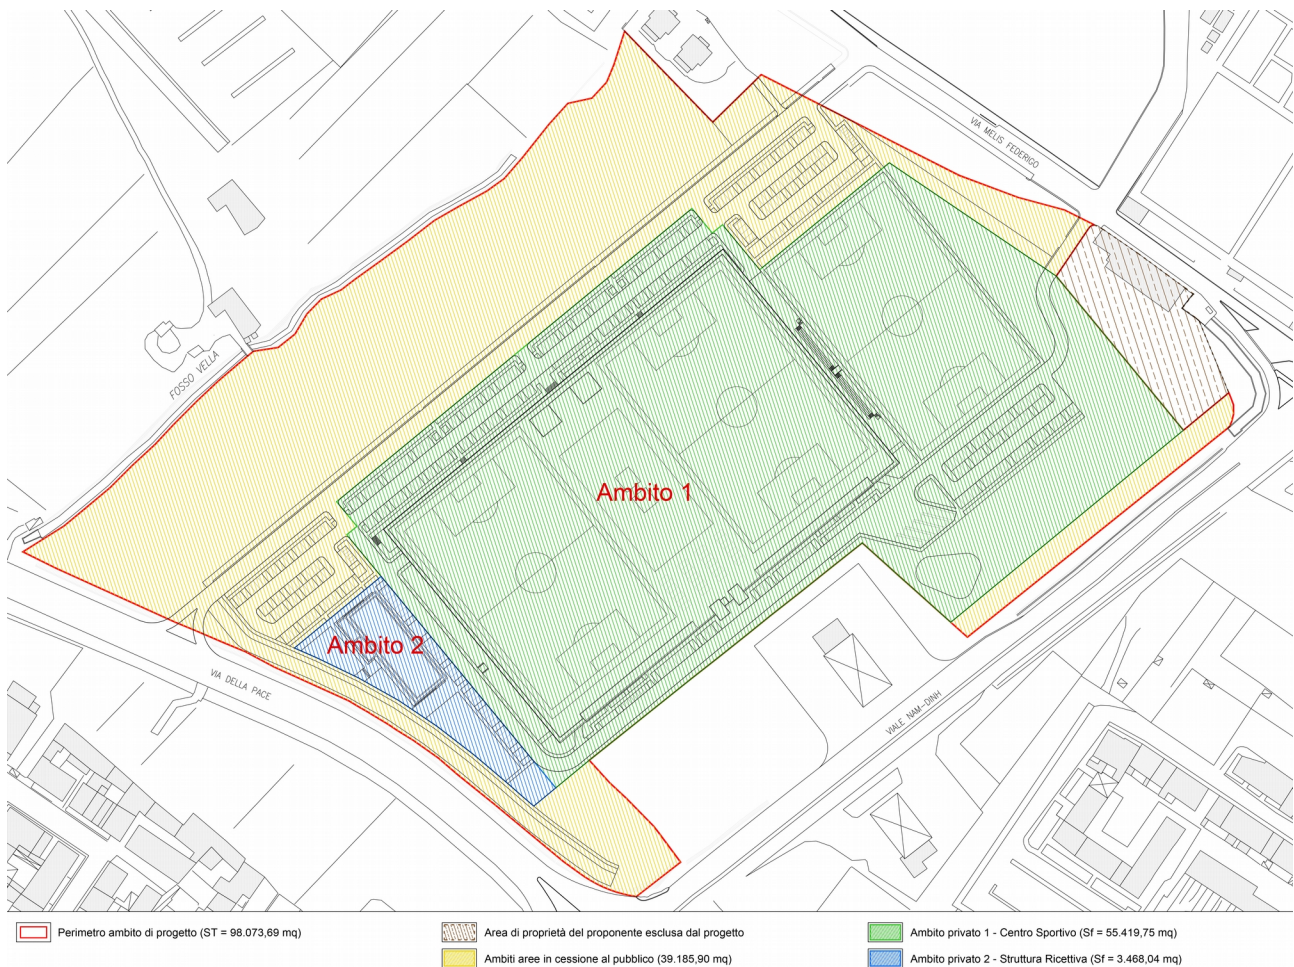 VIA MELIS FEDERIGO
FOSSO VELLA
Ambito 1
Ambito 2
VIA DELLA PACE
VIALE NAM-DINH
Perimetro ambito di progetto (ST = 98.073,69 mq)
Area di proprietà del proponente esclusa dal progetto
Ambito privato 1 - Centro Sportivo (Sf = 55.419,75 mq)
Ambiti aree in cessione al pubblico (39.185,90 mq)
Ambito privato 2 - Struttura Ricettiva (Sf = 3.468,04 mq)